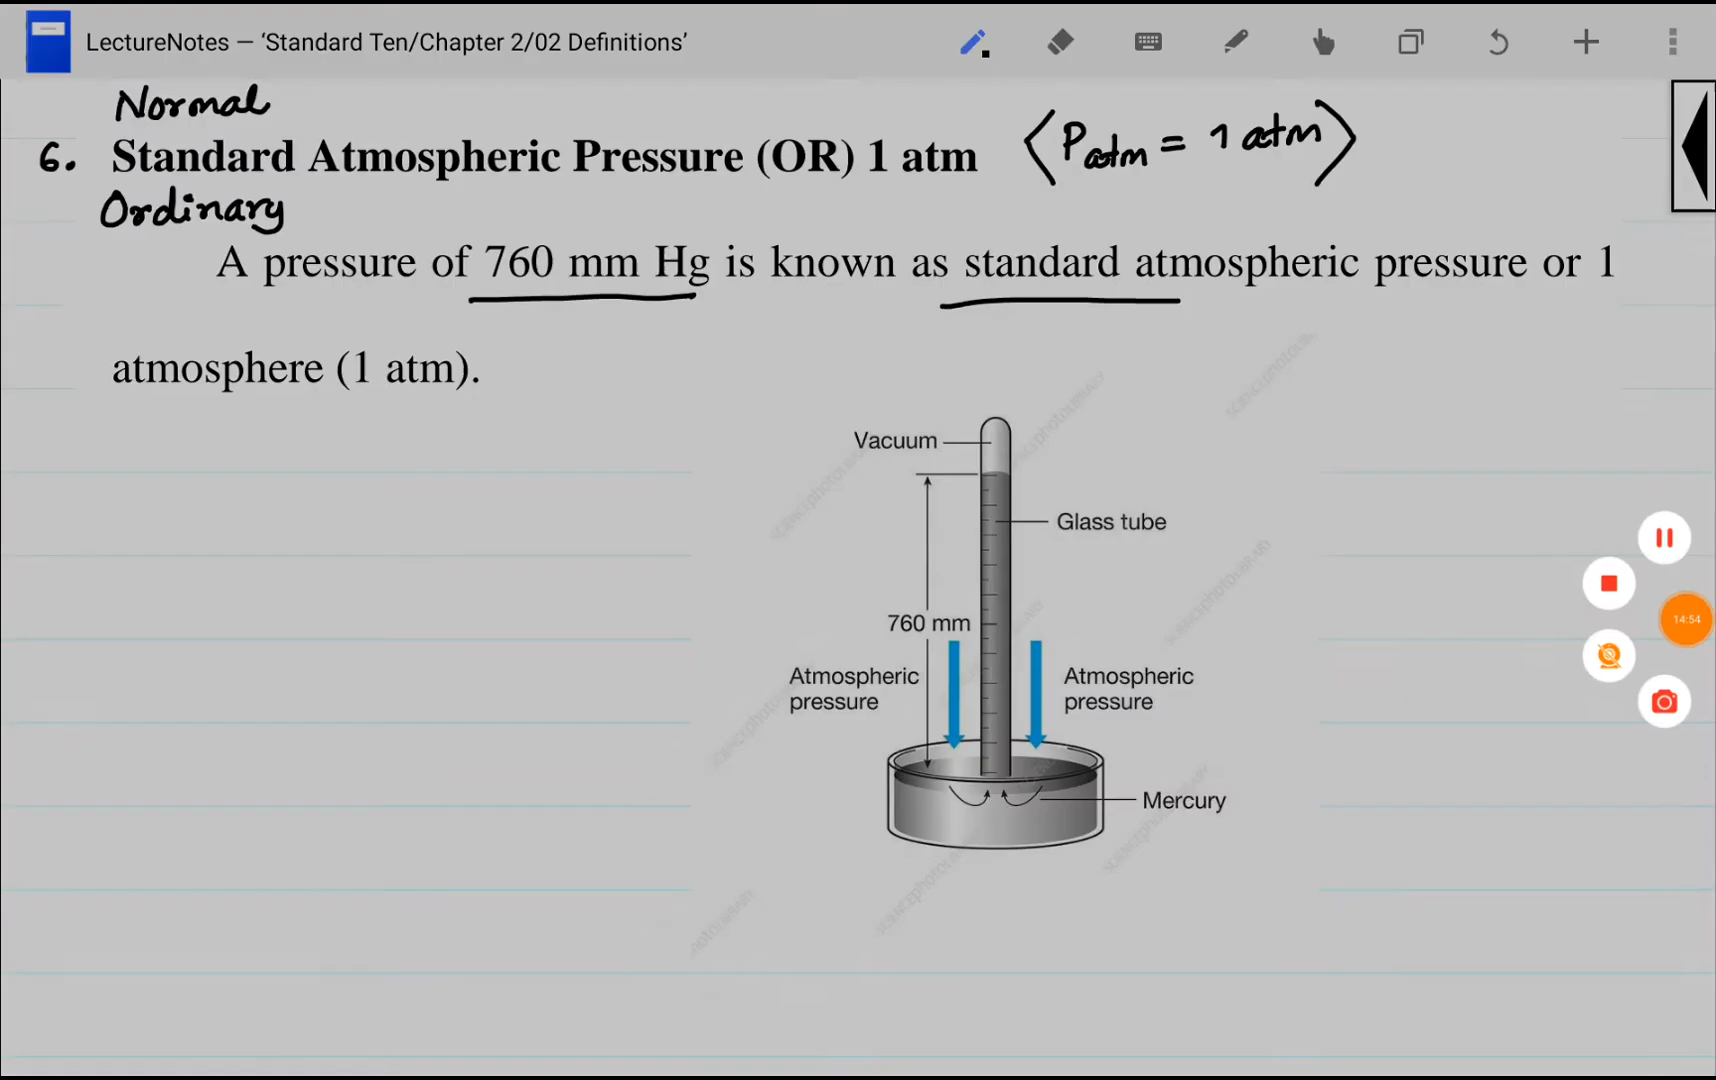 LectureNotes — ‘Standard Ten/Chapter 2/02 Definitions’
Normal
6. Standard Atmospheric Pressure (OR) 1 atm ⟨Patm = 1 atm⟩
Ordinary
A pressure of 760 mm Hg is known as standard atmospheric pressure or 1
atmosphere (1 atm).
Vacuum
Glass tube
760 mm
Atmospheric
pressure
Atmospheric
pressure
Mercury
14:54